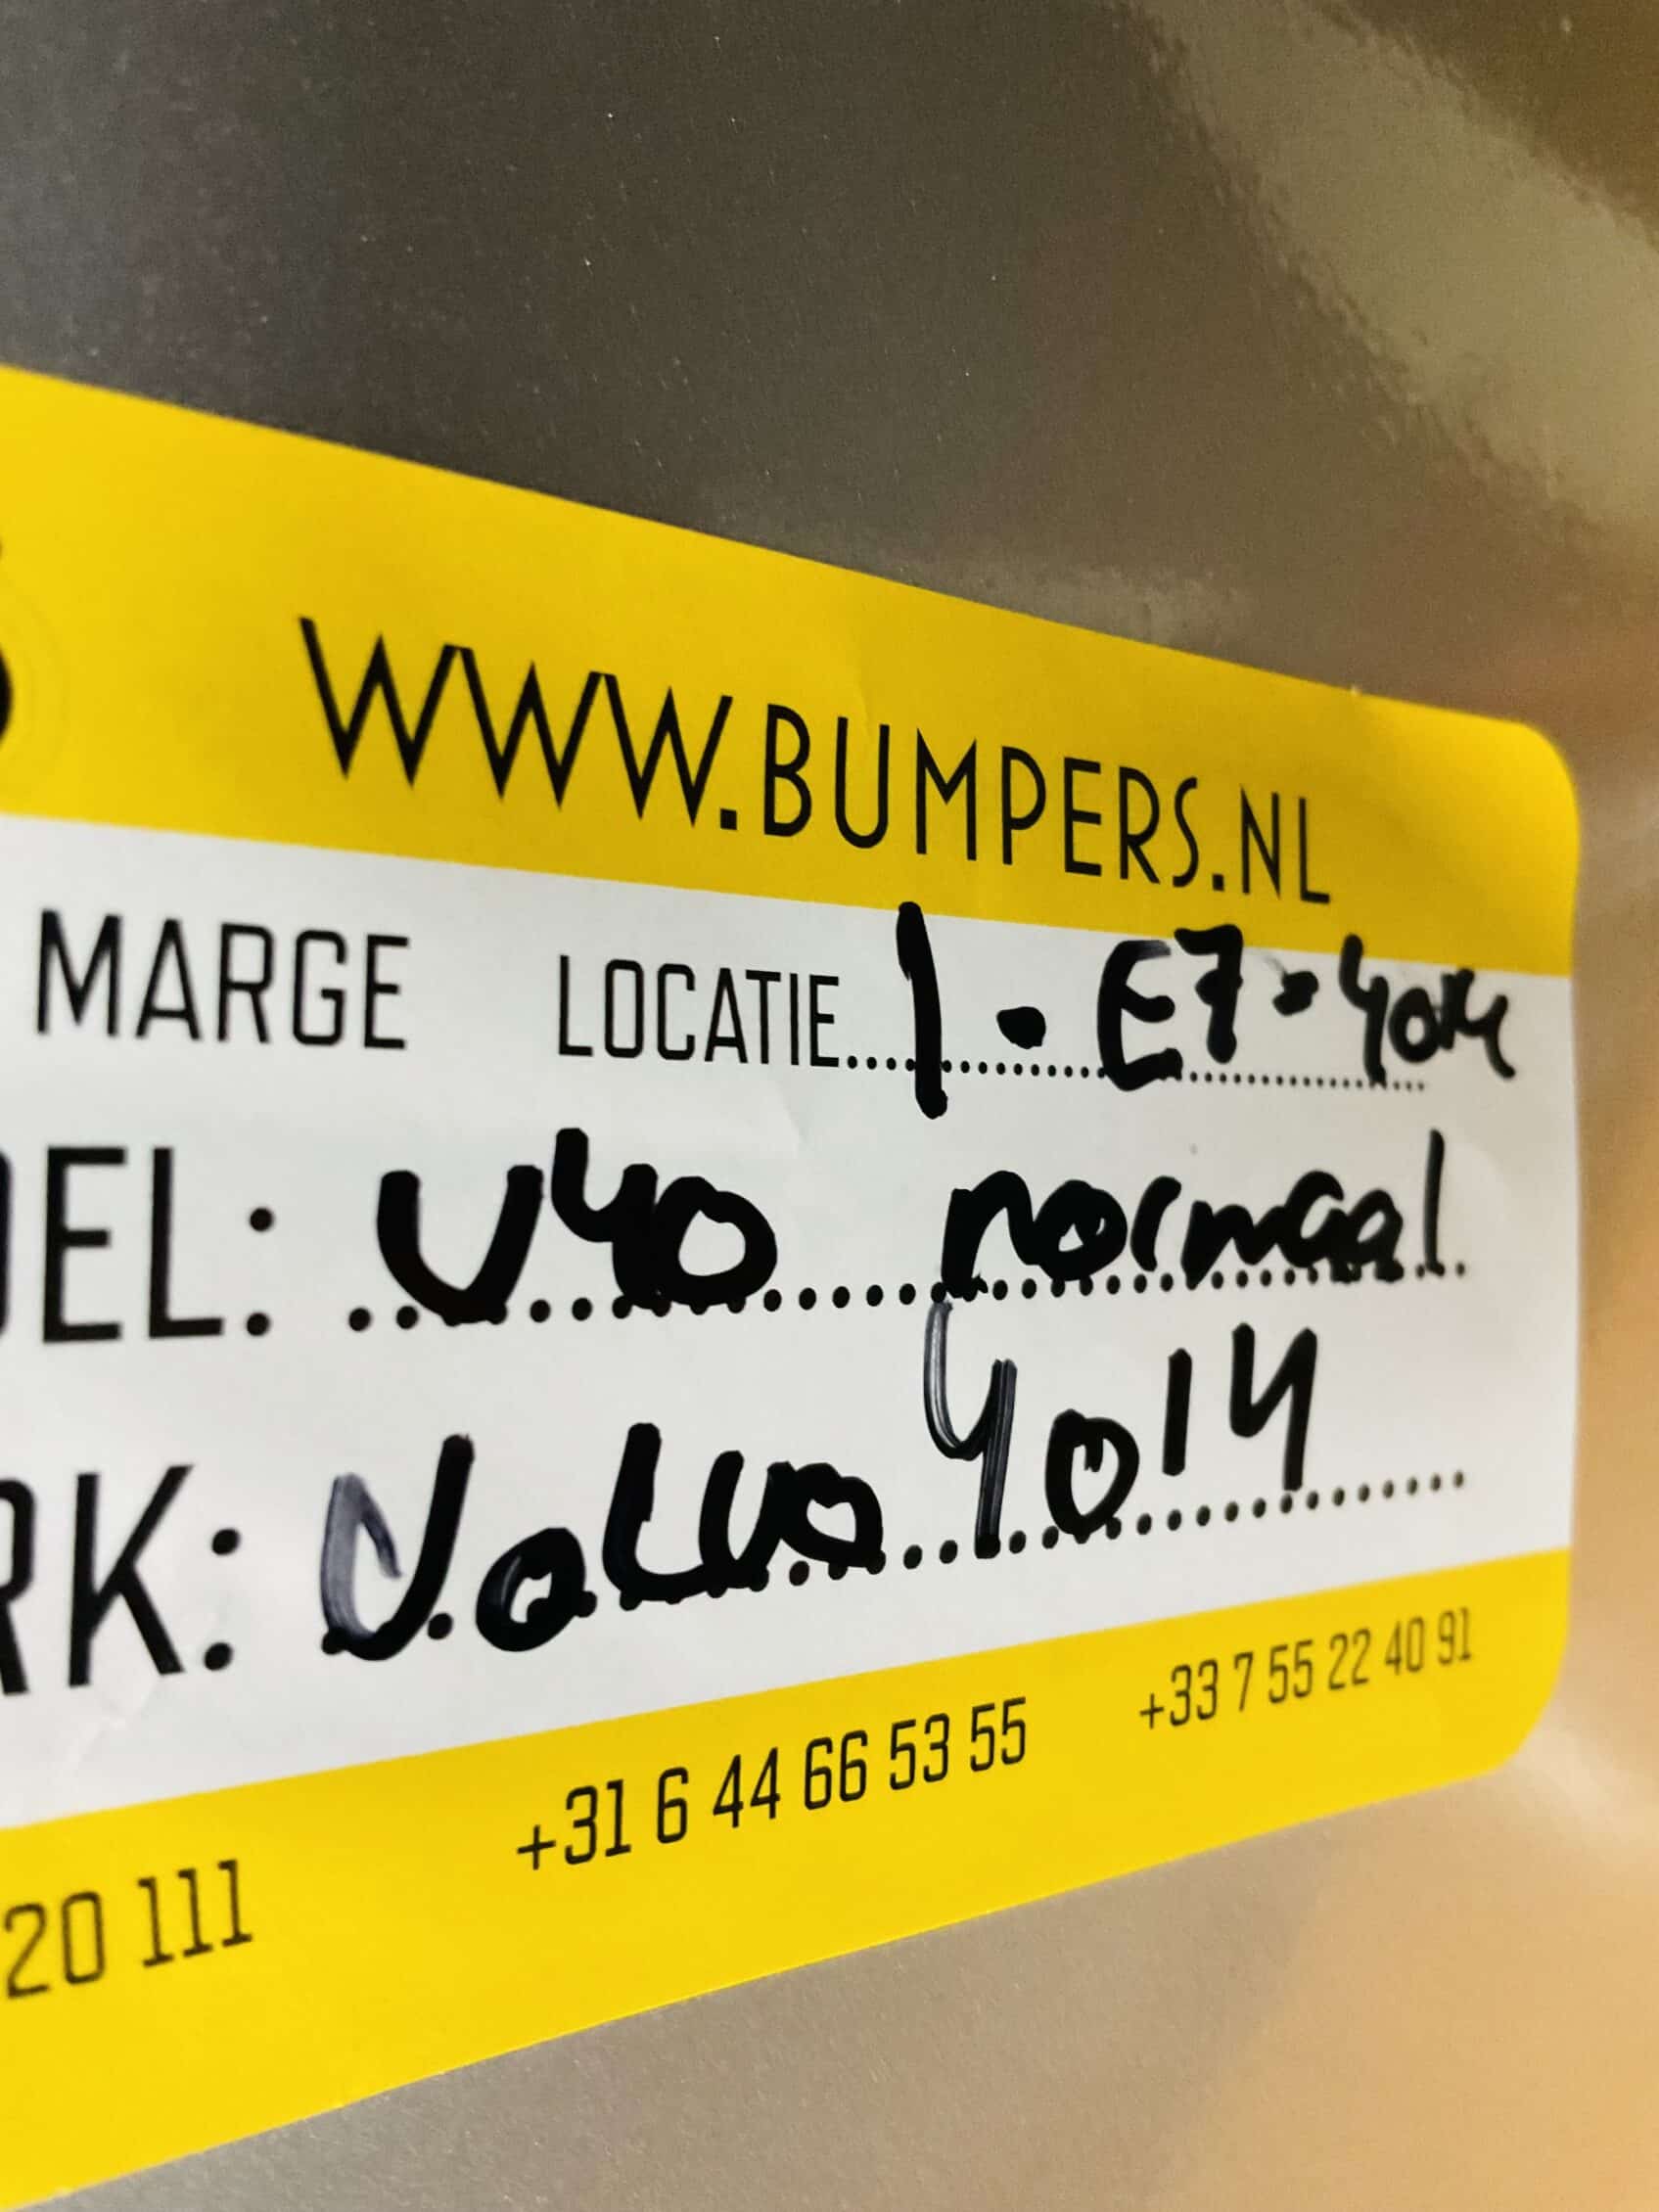 WWW.BUMPERS.NL
MARGE LOCATIE....1-E7-4014
DEL: V40 normaal
RK: Volvo 4014
20 111 +31 6 44 66 53 55 +33 7 55 22 40 91